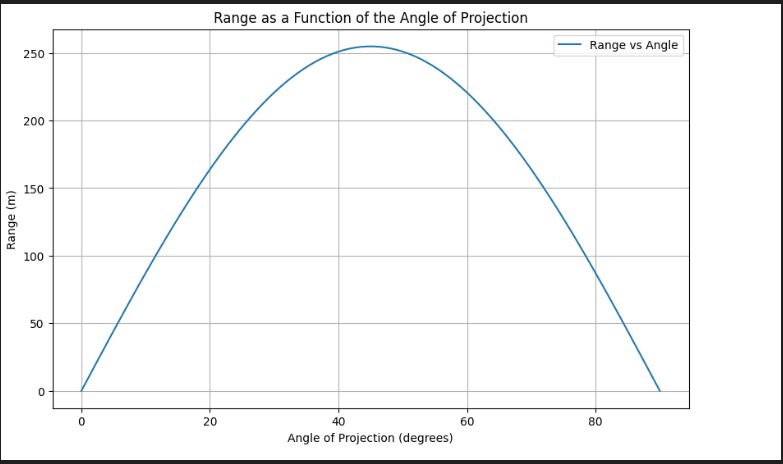 Range as a Function of the Angle of Projection
Range vs Angle
250
200
150
100
50
0
Range (m)
0 20 40 60 80
Angle of Projection (degrees)